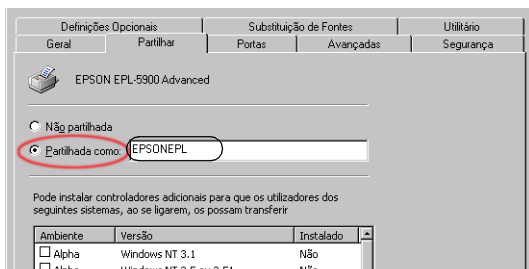 Definições Opcionais Substituição de Fontes Utilitário
Geral Partilhar Portas Avançadas Segurança
EPSON EPL-5900 Advanced
Não partilhada
Partilhada como: EPSONEPL
Pode instalar controladores adicionais para que os utilizadores dos
seguintes sistemas, ao se ligarem, os possam transferir
Ambiente Versão Instalado
Alpha Windows NT 3.1 Não